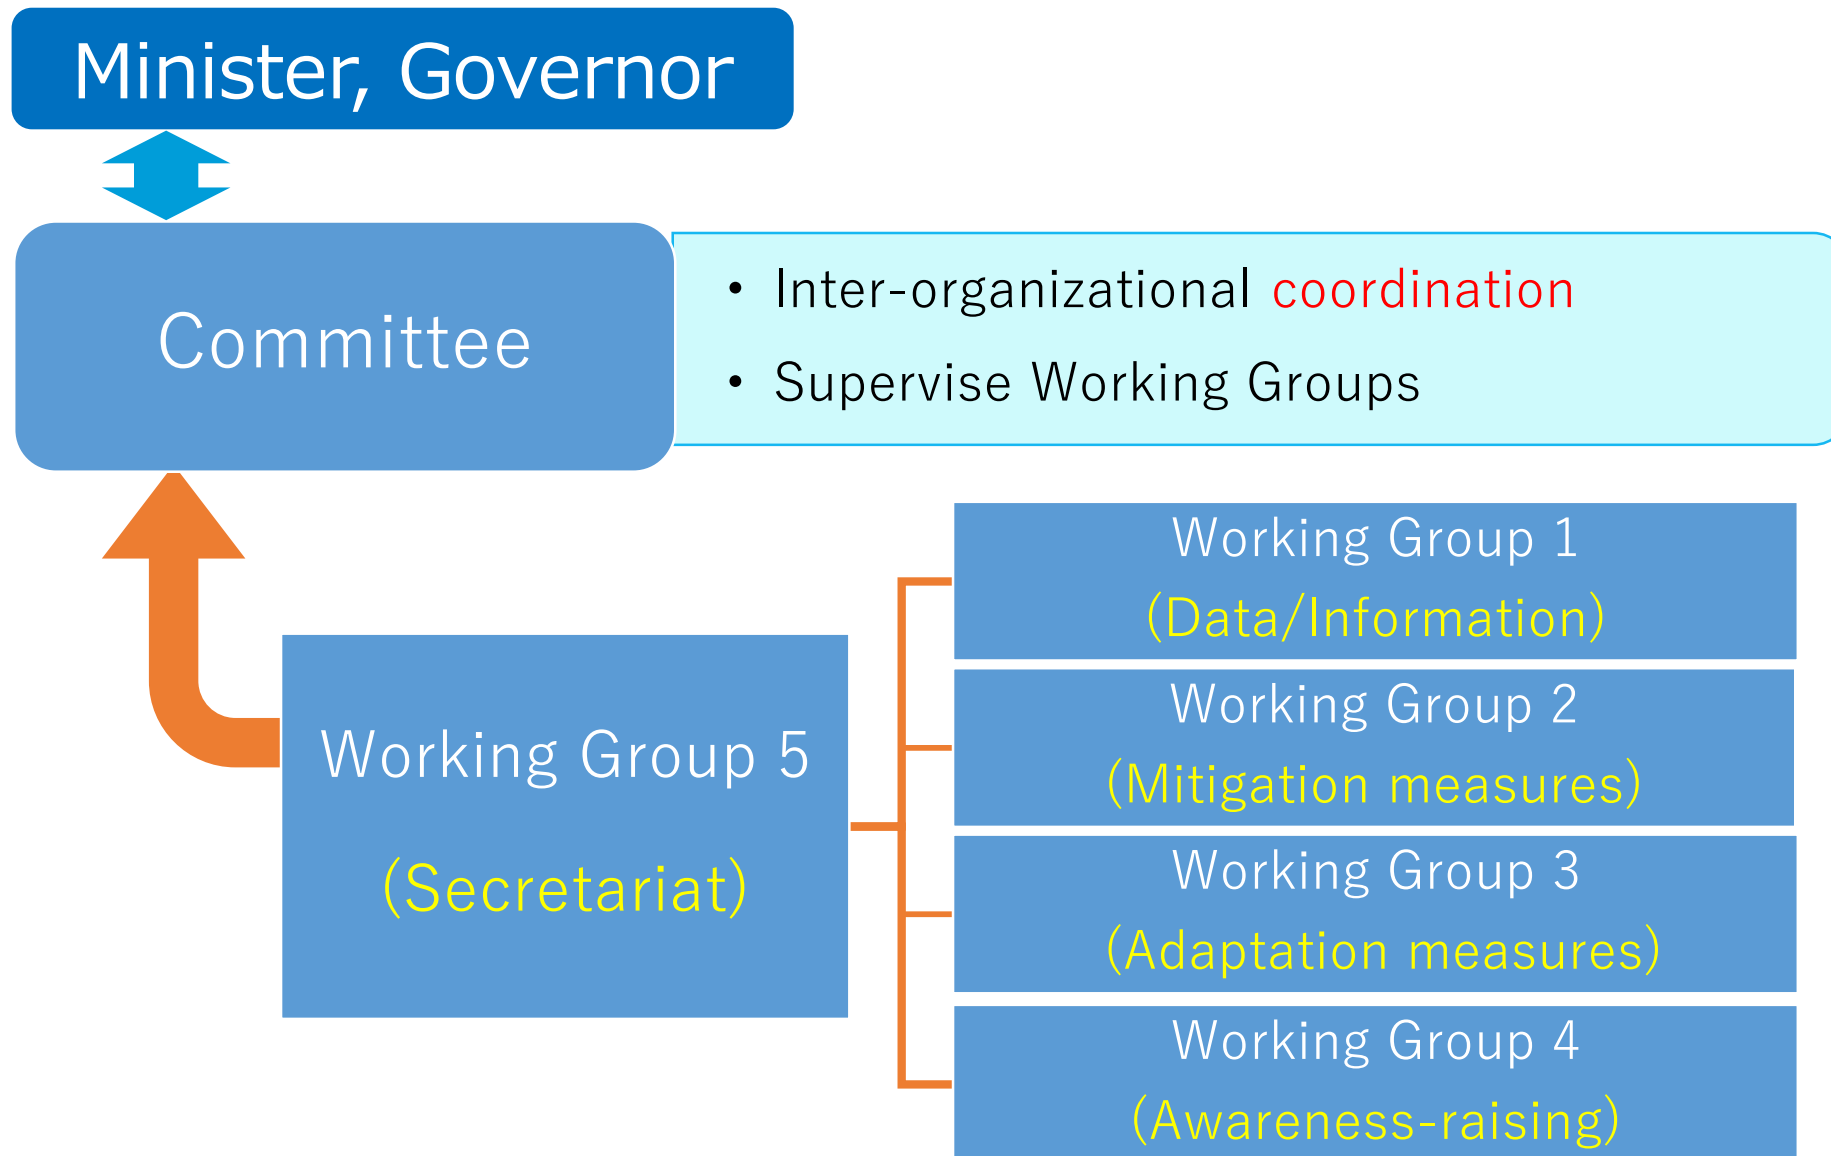 Minister, Governor
Committee
• Inter-organizational coordination
• Supervise Working Groups
Working Group 5
(Secretariat)
Working Group 1
(Data/Information)
Working Group 2
(Mitigation measures)
Working Group 3
(Adaptation measures)
Working Group 4
(Awareness-raising)